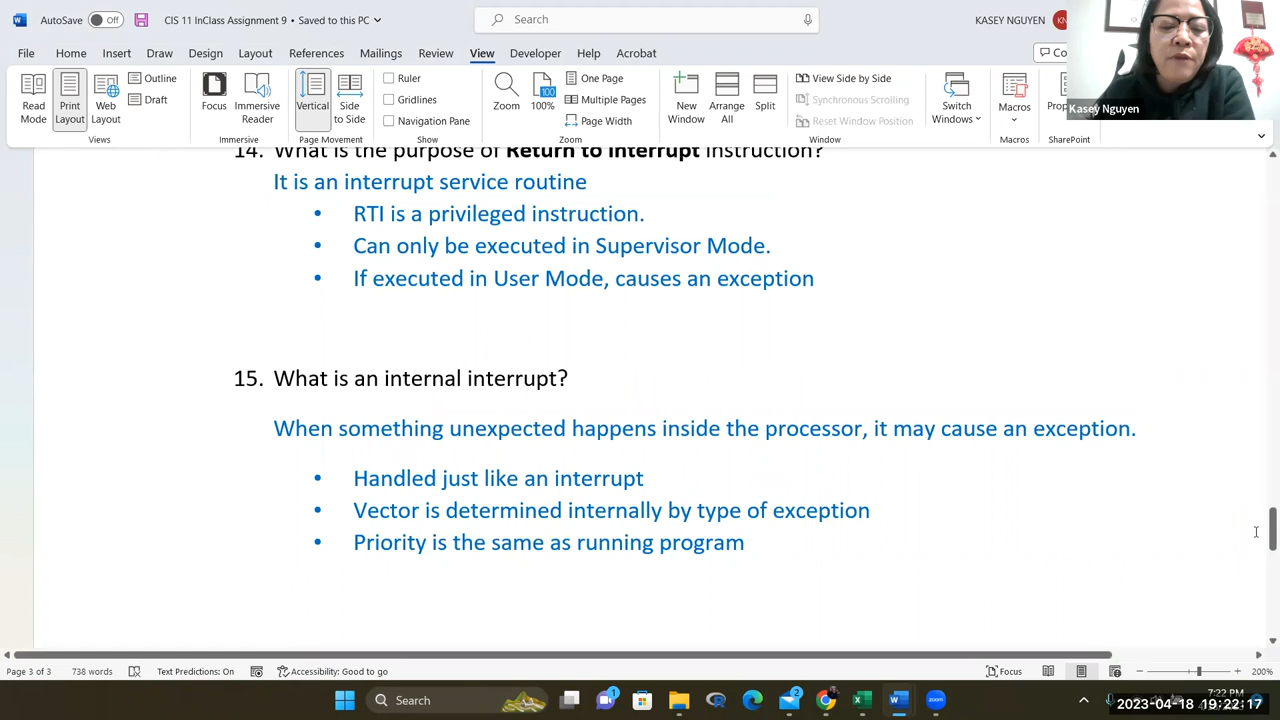 AutoSave Off CIS 11 InClass Assignment 9 • Saved to this PC Search KASEY NGUYEN KN
File Home Insert Draw Design Layout References Mailings Review View Developer Help Acrobat Co
Read Mode
Print Layout
Web Layout
Outline
Draft
Views
Focus
Immersive Reader
Immersive
Vertical
Side to Side
Page Movement
Ruler
Gridlines
Navigation Pane
Show
Zoom
100
100%
One Page
Multiple Pages
Page Width
Zoom
New Window
Arrange All
Split
View Side by Side
Synchronous Scrolling
Reset Window Position
Window
Switch Windows
Macros
Macros
Prop
SharePoint
Kasey Nguyen
14. What is the purpose of Return to Interrupt instruction?
It is an interrupt service routine
• RTI is a privileged instruction.
• Can only be executed in Supervisor Mode.
• If executed in User Mode, causes an exception
15. What is an internal interrupt?
When something unexpected happens inside the processor, it may cause an exception.
• Handled just like an interrupt
• Vector is determined internally by type of exception
• Priority is the same as running program
Page 3 of 3 738 words Text Predictions: On Accessibility: Good to go Focus 200%
Search 1 2 7:22 PM
2023-04-18 19:22:17